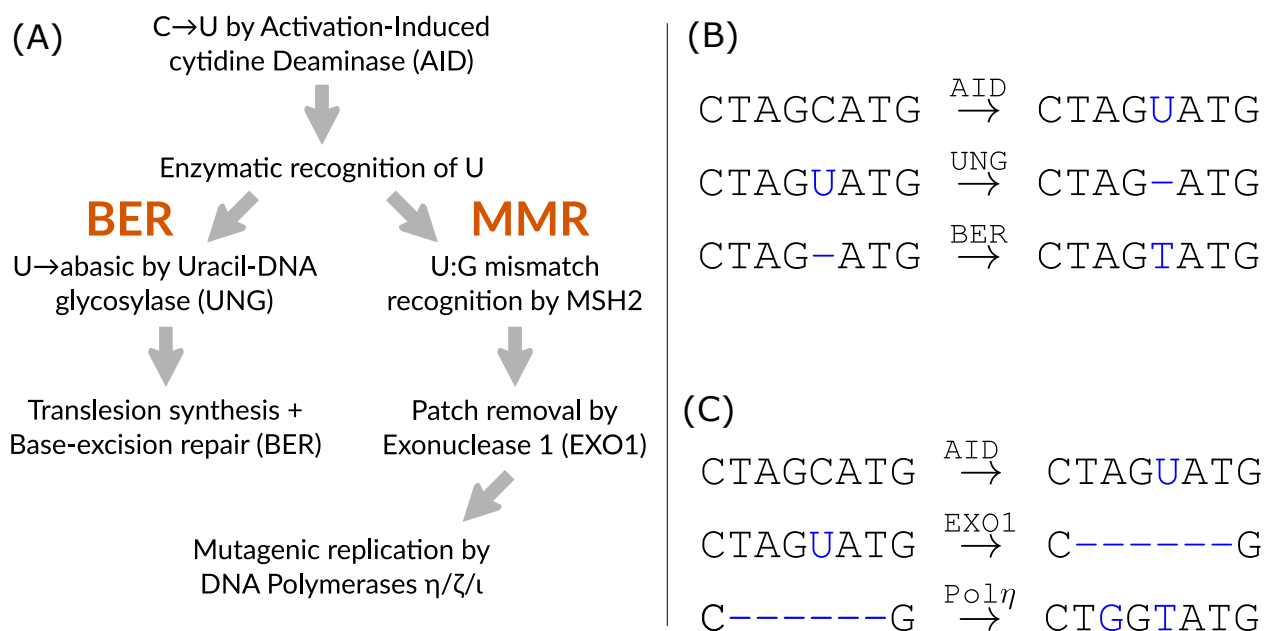 (A)
C→U by Activation-Induced
cytidine Deaminase (AID)
Enzymatic recognition of U
BER
U→abasic by Uracil-DNA
glycosylase (UNG)
Translesion synthesis +
Base-excision repair (BER)
MMR
U:G mismatch
recognition by MSH2
Patch removal by
Exonuclease 1 (EXO1)
Mutagenic replication by
DNA Polymerases η/ζ/ι
(B)
CTAGCATG AID → CTAGUATG
CTAGUATG UNG → CTAG–ATG
CTAG–ATG BER → CTAGTATG
(C)
CTAGCATG AID → CTAGUATG
CTAGUATG EXO1 → C––––––G
C––––––G Polη → CTGGTATG